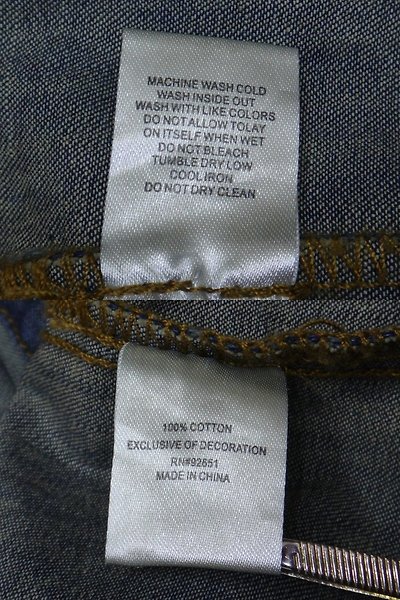 MACHINE WASH COLD
WASH INSIDE OUT
WASH WITH LIKE COLORS
DO NOT ALLOW TOLAY
ON ITSELF WHEN WET
DO NOT BLEACH
TUMBLE DRY LOW
COOL IRON
DO NOT DRY CLEAN
100% COTTON
EXCLUSIVE OF DECORATION
RN#92651
MADE IN CHINA